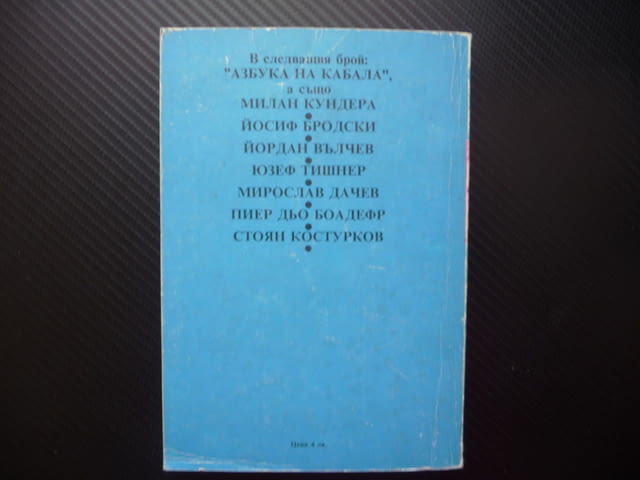 В следващия брой:
"АЗБУКА НА КАБАЛА",
а също
МИЛАН КУНДЕРА
•
ЙОСИФ БРОДСКИ
•
ЙОРДАН ВЪЛЧЕВ
•
ЮЗЕФ ТИШНЕР
•
МИРОСЛАВ ДАЧЕВ
•
ПИЕР ДЬО БОАДЕФР
•
СТОЯН КОСТУРКОВ
•
Цена 4 лв.